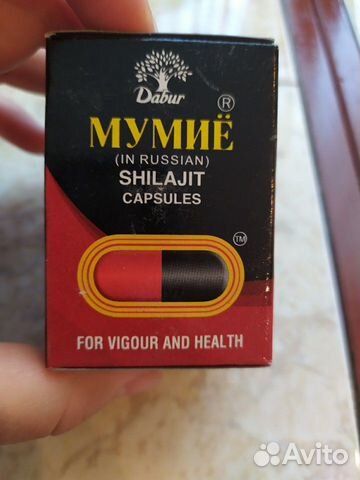 Dabur ®
МУМИЁ
(IN RUSSIAN)
SHILAJIT
CAPSULES
TM
FOR VIGOUR AND HEALTH
Avito